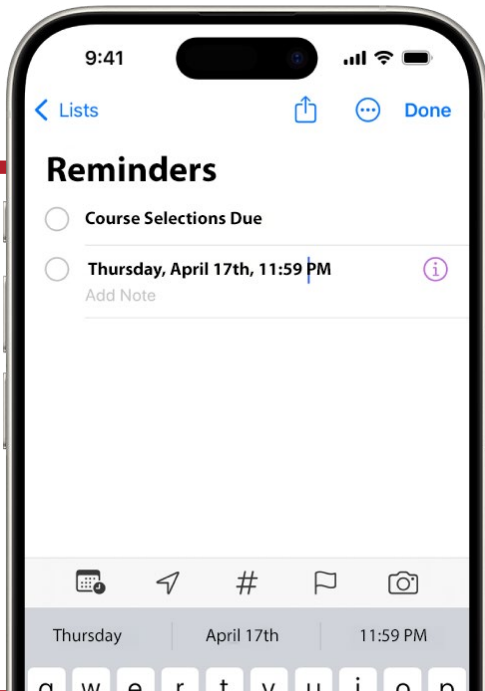 9:41
Lists
Done
Reminders
Course Selections Due
Thursday, April 17th, 11:59 PM
Add Note
#
Thursday
April 17th
11:59 PM
q w e r t y u i o p